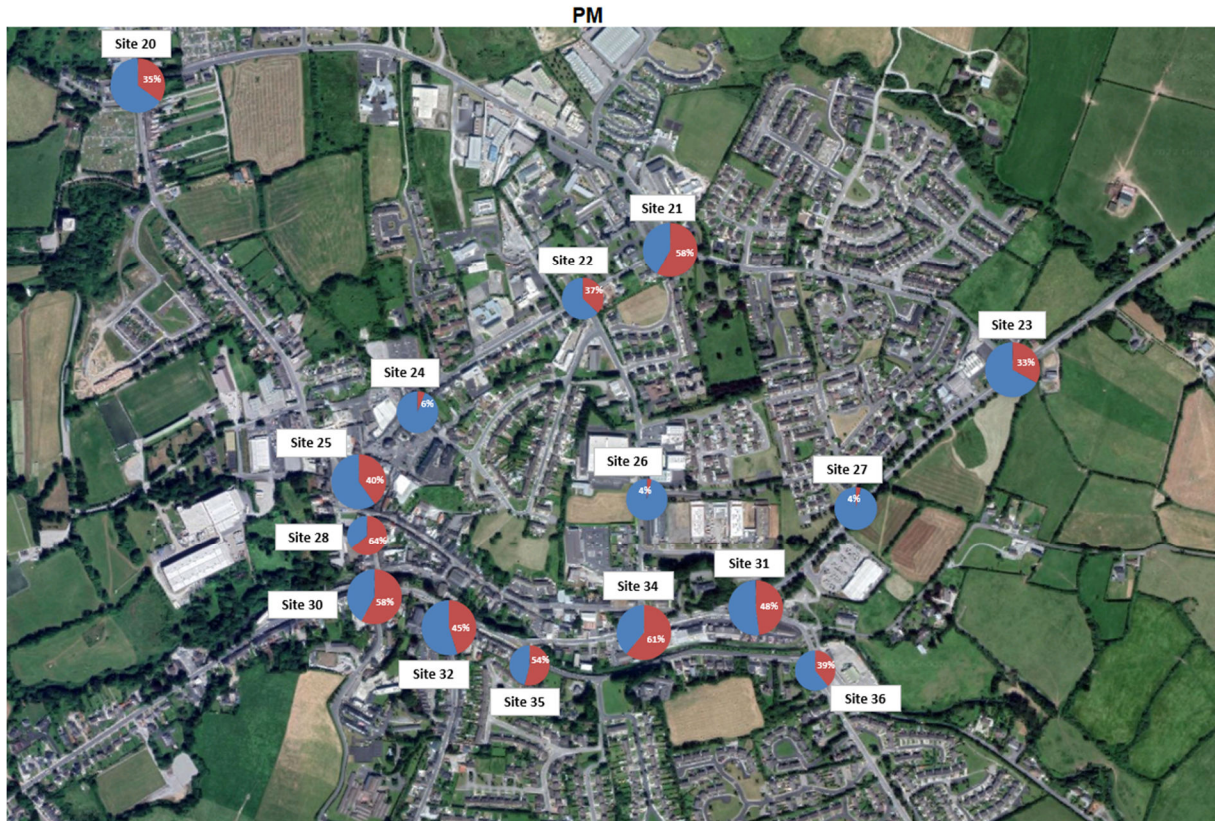 PM
Site 20
35%
Site 21
58%
Site 22
37%
Site 23
33%
Site 24
6%
Site 25
40%
Site 26
4%
Site 27
4%
Site 28
64%
Site 30
58%
Site 31
48%
Site 34
61%
Site 32
45%
Site 35
54%
Site 36
39%